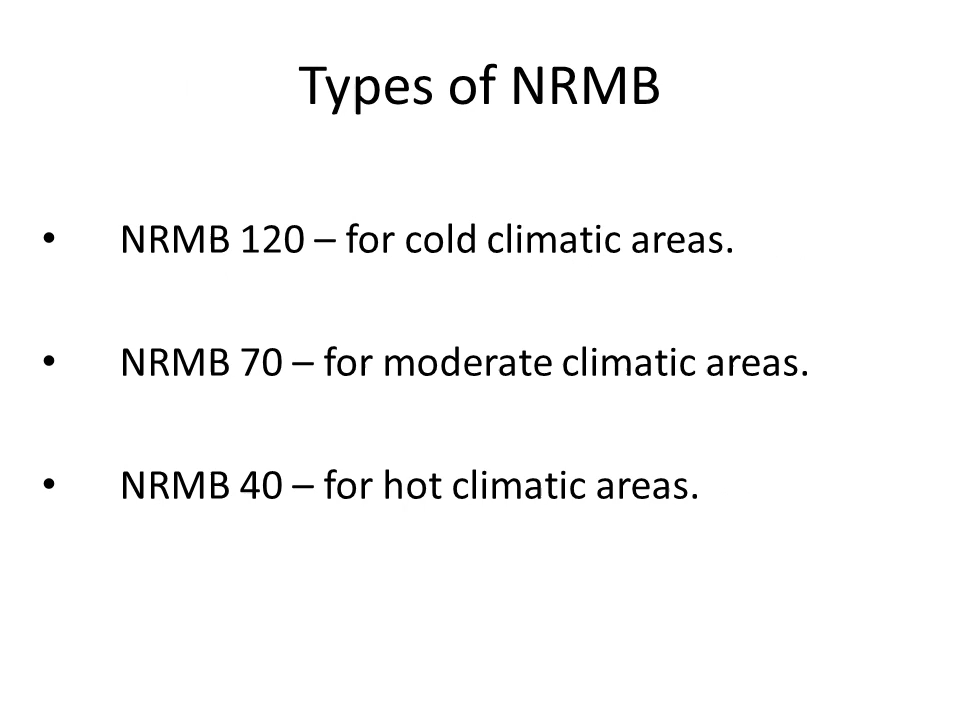 Types of NRMB
• NRMB 120 – for cold climatic areas.
• NRMB 70 – for moderate climatic areas.
• NRMB 40 – for hot climatic areas.